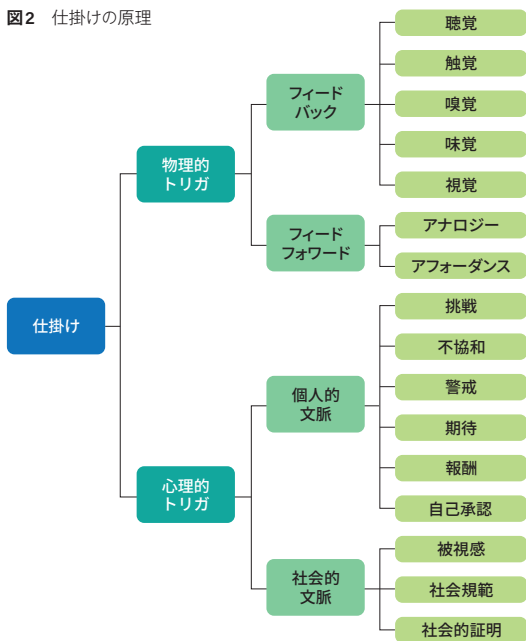 図2 仕掛けの原理
仕掛け
物理的
トリガ
フィード
バック
聴覚
触覚
嗅覚
味覚
視覚
フィード
フォワード
アナロジー
アフォーダンス
心理的
トリガ
個人的
文脈
挑戦
不協和
警戒
期待
報酬
自己承認
社会的
文脈
被視感
社会規範
社会的証明